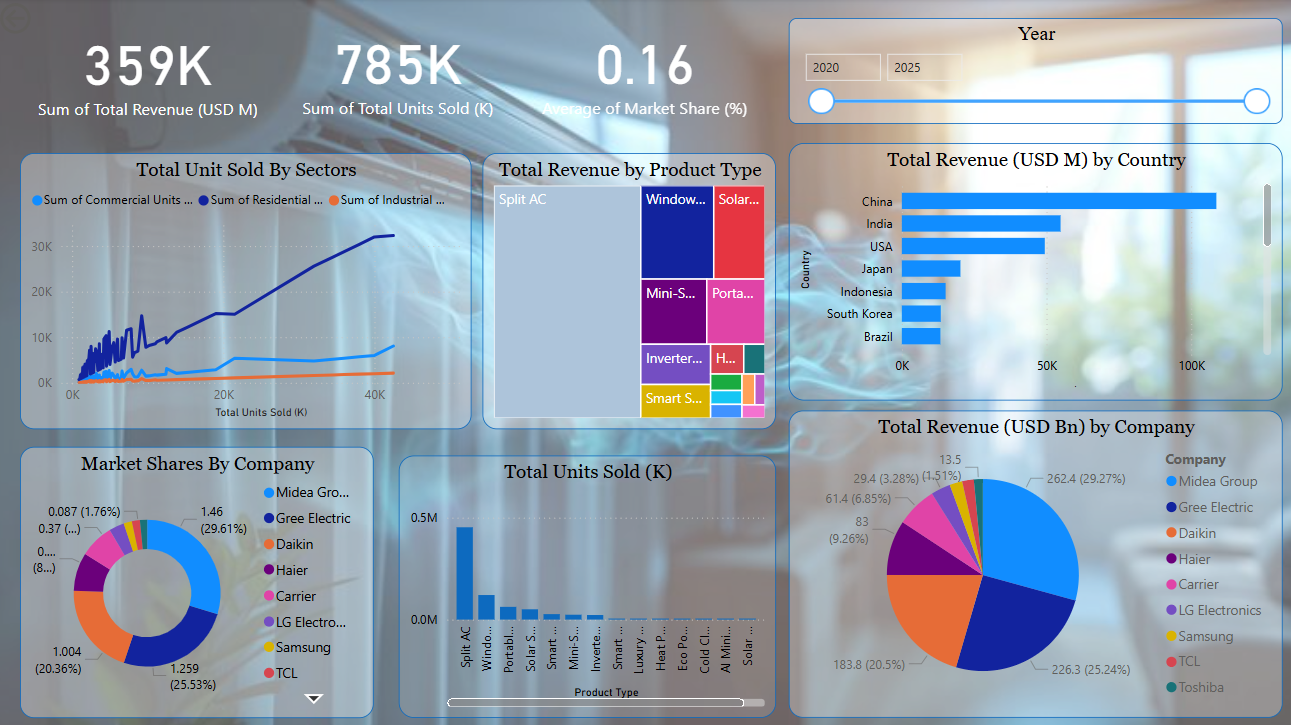 359K
Sum of Total Revenue (USD M)
785K
Sum of Total Units Sold (K)
0.16
Average of Market Share (%)
Year
2020
2025
Total Unit Sold By Sectors
Sum of Commercial Units ...
Sum of Residential ...
Sum of Industrial ...
30K
20K
10K
0K
0K
20K
40K
Total Units Sold (K)
Total Revenue by Product Type
Split AC
Window...
Solar...
Mini-S...
Porta...
Inverter...
H...
Smart S...
Total Revenue (USD M) by Country
Country
China
India
USA
Japan
Indonesia
South Korea
Brazil
0K
50K
100K
Market Shares By Company
0.087 (1.76%)
0.37 (...)
0....
(8...)
1.004
(20.36%)
1.46
(29.61%)
1.259
(25.53%)
Midea Gro...
Gree Electric
Daikin
Haier
Carrier
LG Electro...
Samsung
TCL
Total Units Sold (K)
0.5M
0.0M
Split AC
Windo...
Portabl...
Solar S...
Smart ...
Mini-S...
Inverte...
Smart ...
Luxury ...
Heat P...
Eco Po...
Cold Cl...
AI Mini...
Solar ...
Product Type
Total Revenue (USD Bn) by Company
13.5
(1.51%)
29.4 (3.28%)
61.4 (6.85%)
83
(9.26%)
183.8 (20.5%)
262.4 (29.27%)
226.3 (25.24%)
Company
Midea Group
Gree Electric
Daikin
Haier
Carrier
LG Electronics
Samsung
TCL
Toshiba